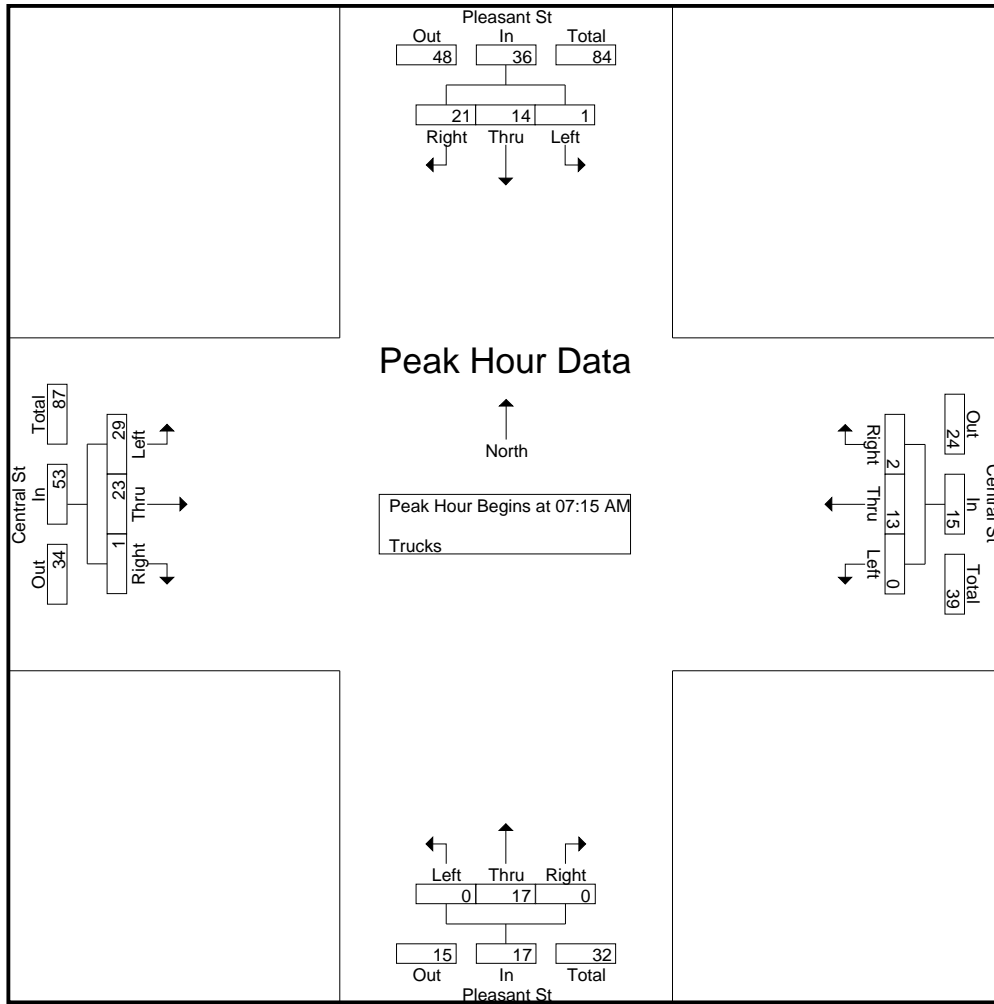 Pleasant St
Out In Total
48 36 84
21 14 1
Right Thru Left
Peak Hour Data
North
Peak Hour Begins at 07:15 AM
Trucks
Central St
Total In Out
87 53 34
29 23 1
Left Thru Right
Central St
Out In Total
24 15 39
2 13 0
Right Thru Left
Left Thru Right
0 17 0
15 17 32
Out In Total
Pleasant St